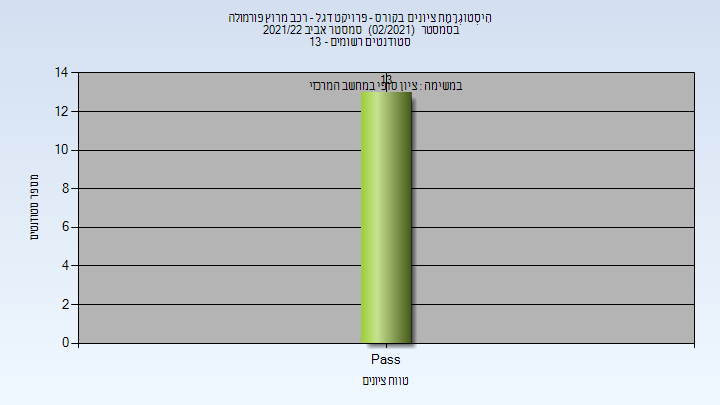 היסטוגרמת ציונים בקורס - פרויקט דגל - רכב מרוץ פורמולה
בסמסטר (02/2021) סמסטר אביב 2021/22
סטודנטים רשומים - 13
13
במשימה : ציון סופי במחשב המרכזי
14
12
10
8
6
4
2
0
מספר סטודנטים
Pass
טווח ציונים